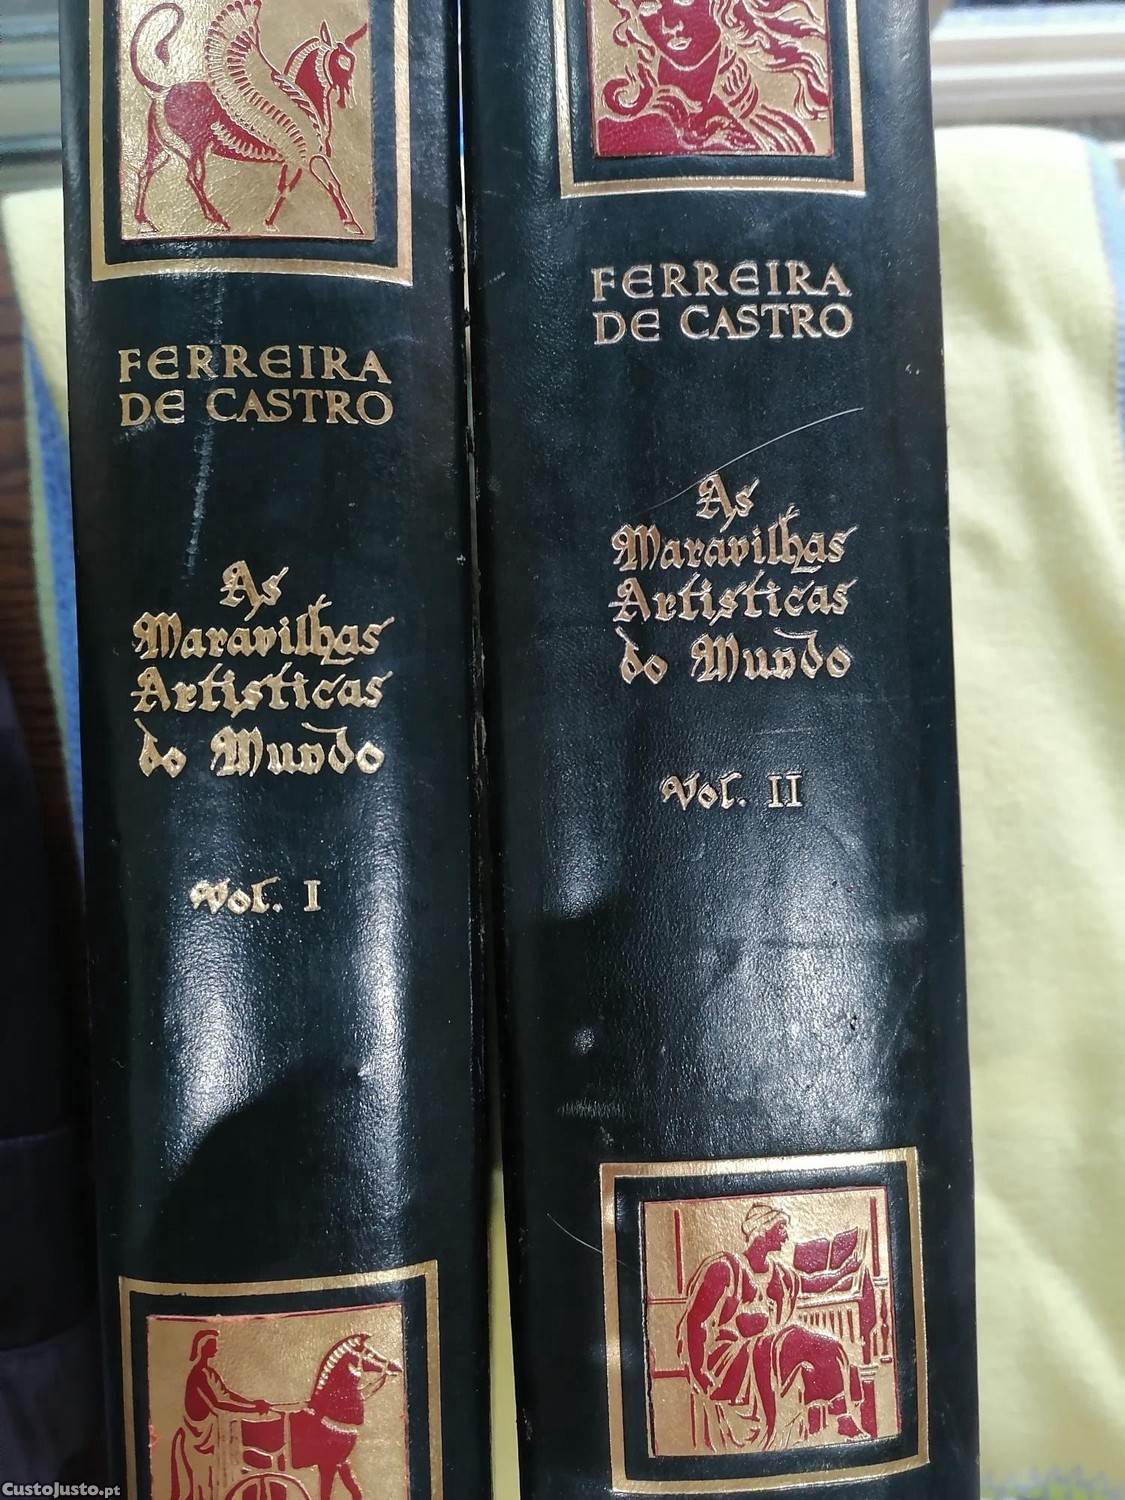 FERREIRA
DE CASTRO
As
Maravilhas
Artisticas
do Mundo
Vol. I
FERREIRA
DE CASTRO
As
Maravilhas
Artisticas
do Mundo
Vol. II
CustoJusto.pt